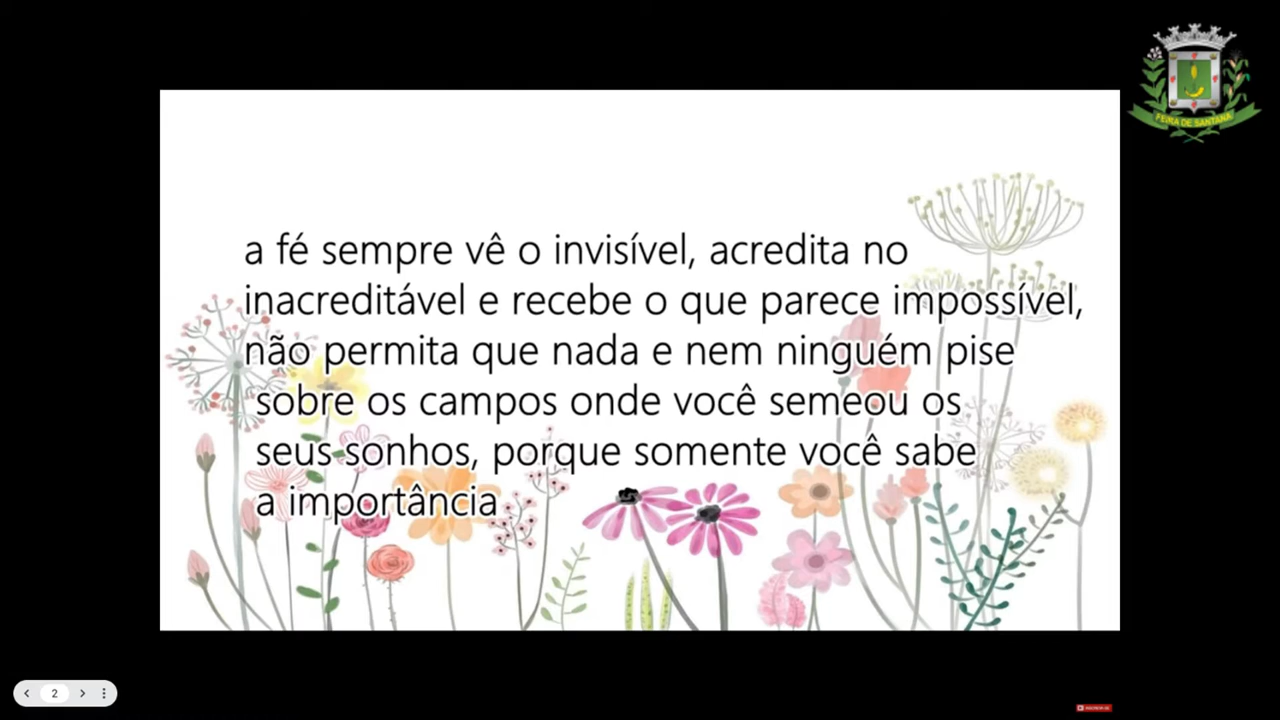 FEIRA DE SANTANA
a fé sempre vê o invisível, acredita no
inacreditável e recebe o que parece impossível,
não permita que nada e nem ninguém pise
sobre os campos onde você semeou os
seus sonhos, porque somente você sabe
a importância
2